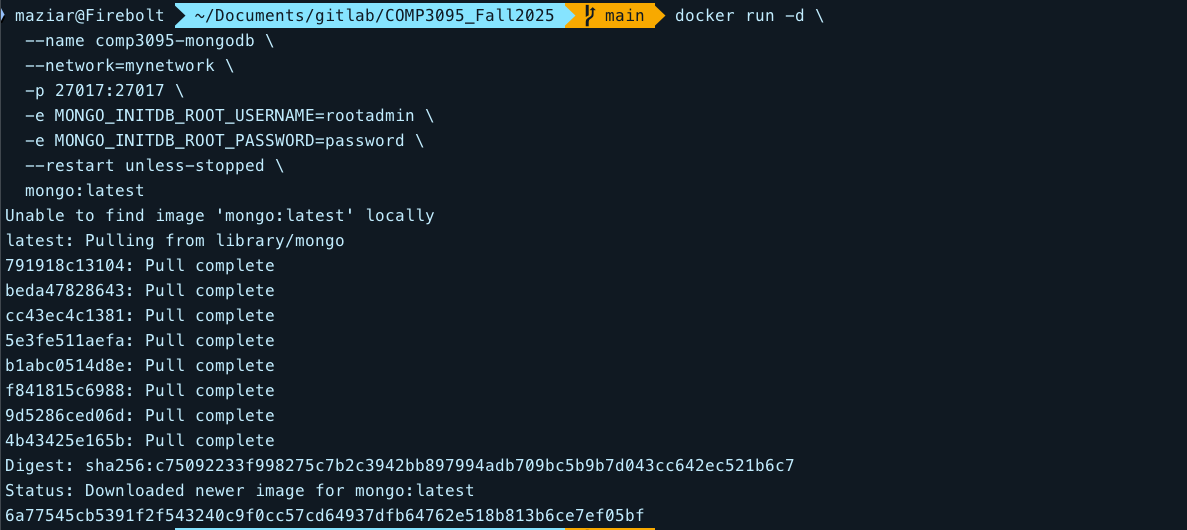 maziar@Firebolt ~/Documents/gitlab/COMP3095_Fall2025 main docker run -d \
--name comp3095-mongodb \
--network=mynetwork \
-p 27017:27017 \
-e MONGO_INITDB_ROOT_USERNAME=rootadmin \
-e MONGO_INITDB_ROOT_PASSWORD=password \
--restart unless-stopped \
mongo:latest
Unable to find image 'mongo:latest' locally
latest: Pulling from library/mongo
791918c13104: Pull complete
beda47828643: Pull complete
cc43ec4c1381: Pull complete
5e3fe511aefa: Pull complete
b1abc0514d8e: Pull complete
f841815c6988: Pull complete
9d5286ced06d: Pull complete
4b43425e165b: Pull complete
Digest: sha256:c75092233f998275c7b2c3942bb897994adb709bc5b9b7d043cc642ec521b6c7
Status: Downloaded newer image for mongo:latest
6a77545cb5391f2f543240c9f0cc57cd64937dfb64762e518b813b6ce7ef05bf